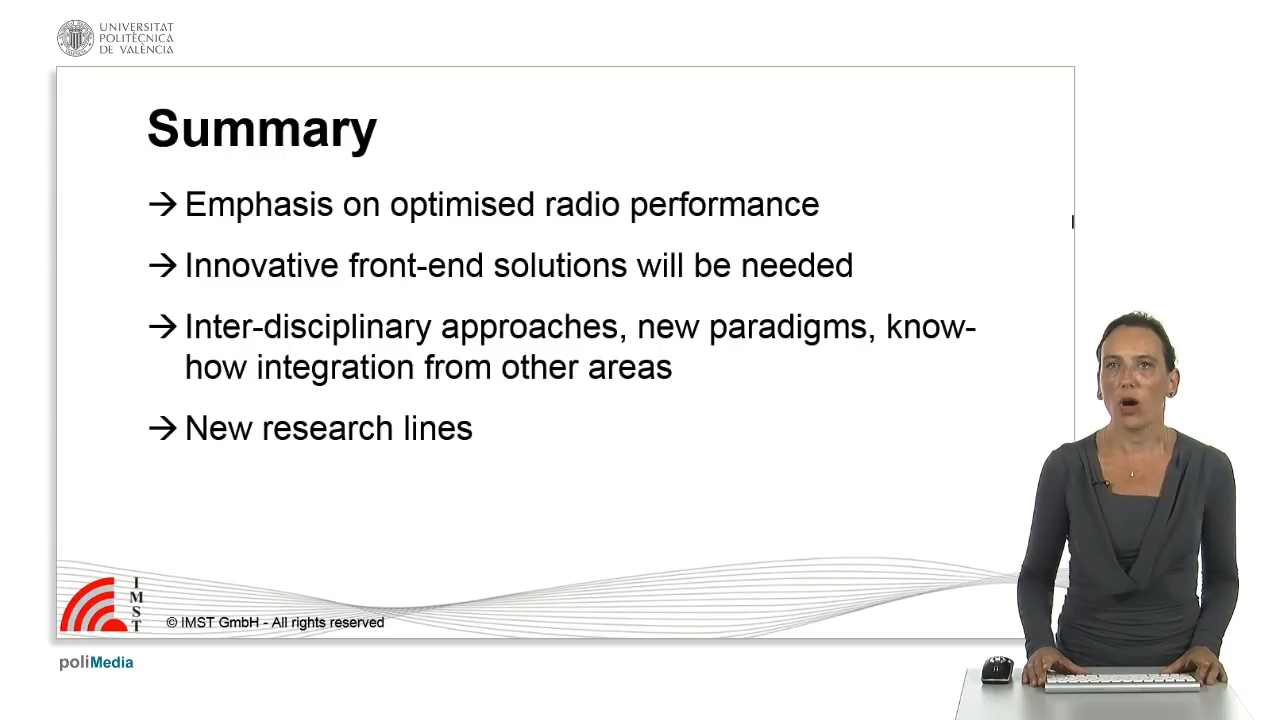 UNIVERSITAT
POLITÈCNICA
DE VALÈNCIA
Summary
→ Emphasis on optimised radio performance
→ Innovative front-end solutions will be needed
→ Inter-disciplinary approaches, new paradigms, know-
how integration from other areas
→ New research lines
IMST
© IMST GmbH - All rights reserved
poliMedia